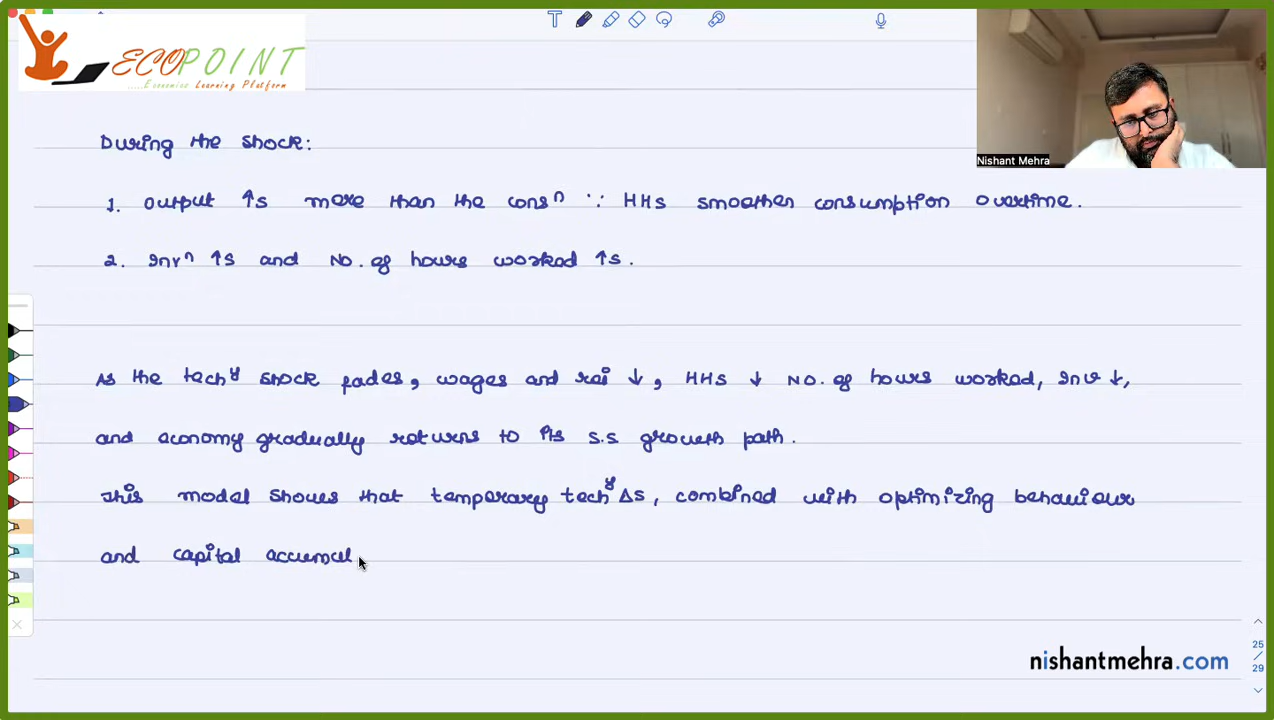 ECOPOINT
.....Economics Learning Platform
Nishant Mehra
During the shock:
1. output ↑s more than the consⁿ ∵ HHs smoothen consumption overtime.
2. Invⁿ ↑s and No. of hours worked ↑s.
As the techʸ shock fades, wages and roi ↓, HHs ↓ No. of hours worked, Inv ↓,
and economy gradually returns to its s.s growth path.
This model shows that temporary techʸ Δs, combined with optimizing behaviour
and capital accumul
nishantmehra.com
25
/
29